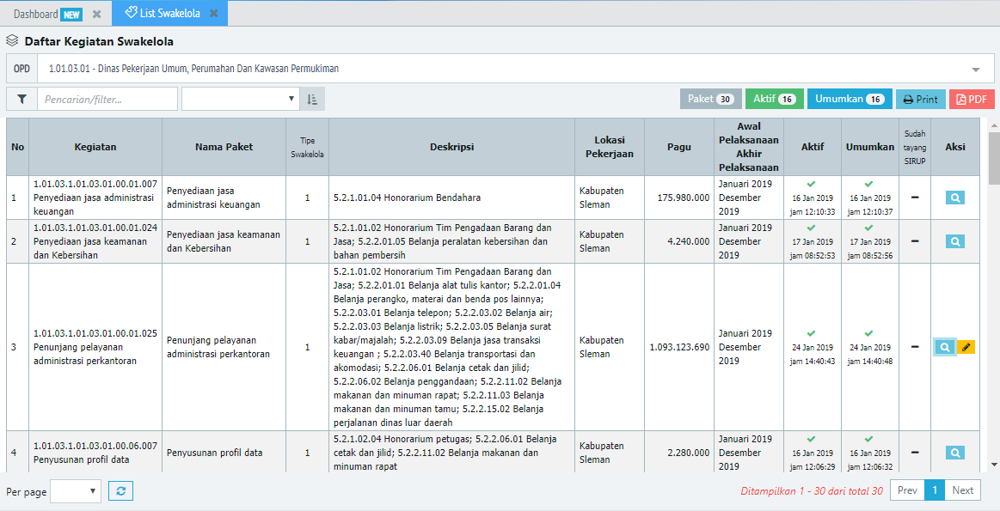 Dashboard NEW
List Swakelola
Daftar Kegiatan Swakelola
OPD 1.01.03.01 - Dinas Pekerjaan Umum, Perumahan Dan Kawasan Permukiman
Pencarian/filter... Paket 30 Aktif 16 Umumkan 16 Print PDF
No
Kegiatan
Nama Paket
Tipe
Swakelola
Deskripsi
Lokasi
Pekerjaan
Pagu
Awal
Pelaksanaan
Akhir
Pelaksanaan
Aktif
Umumkan
Sudah
tayang
SIRUP
Aksi
1
1.01.03.1.01.03.01.00.01.007
Penyediaan jasa administrasi
keuangan
Penyediaan jasa
administrasi keuangan
1
5.2.1.01.04 Honorarium Bendahara
Kabupaten
Sleman
175.980.000
Januari 2019
Desember
2019
16 Jan 2019
jam 12:10:33
16 Jan 2019
jam 12:10:37
2
1.01.03.1.01.03.01.00.01.024
Penyediaan jasa keamanan
dan Kebersihan
Penyediaan jasa keamanan
dan Kebersihan
1
5.2.1.01.02 Honorarium Tim Pengadaan Barang dan
Jasa; 5.2.2.01.05 Belanja peralatan kebersihan dan
bahan pembersih
Kabupaten
Sleman
4.240.000
Januari 2019
Desember
2019
17 Jan 2019
jam 08:52:53
17 Jan 2019
jam 08:52:56
3
1.01.03.1.01.03.01.00.01.025
Penunjang pelayanan
administrasi perkantoran
Penunjang pelayanan
administrasi perkantoran
1
5.2.1.01.02 Honorarium Tim Pengadaan Barang dan
Jasa; 5.2.2.01.01 Belanja alat tulis kantor; 5.2.2.01.04
Belanja perangko, materai dan benda pos lainnya;
5.2.2.03.01 Belanja telepon; 5.2.2.03.02 Belanja air;
5.2.2.03.03 Belanja listrik; 5.2.2.03.05 Belanja surat
kabar/majalah; 5.2.2.03.09 Belanja jasa transaksi
keuangan ; 5.2.2.03.40 Belanja transportasi dan
akomodasi; 5.2.2.06.01 Belanja cetak dan jilid;
5.2.2.06.02 Belanja penggandaan; 5.2.2.11.02 Belanja
makanan dan minuman rapat; 5.2.2.11.03 Belanja
makanan dan minuman tamu; 5.2.2.15.02 Belanja
perjalanan dinas luar daerah
Kabupaten
Sleman
1.093.123.690
Januari 2019
Desember
2019
24 Jan 2019
jam 14:40:43
24 Jan 2019
jam 14:40:48
4
1.01.03.1.01.03.01.00.06.007
Penyusunan profil data
Penyusunan profil data
1
5.2.1.02.04 Honorarium petugas; 5.2.2.06.01 Belanja
cetak dan jilid; 5.2.2.11.02 Belanja makanan dan
minuman rapat
Kabupaten
Sleman
2.280.000
Januari 2019
Desember
2019
16 Jan 2019
jam 12:06:29
16 Jan 2019
jam 12:06:32
Per page
Ditampilkan 1 - 30 dari total 30 Prev 1 Next